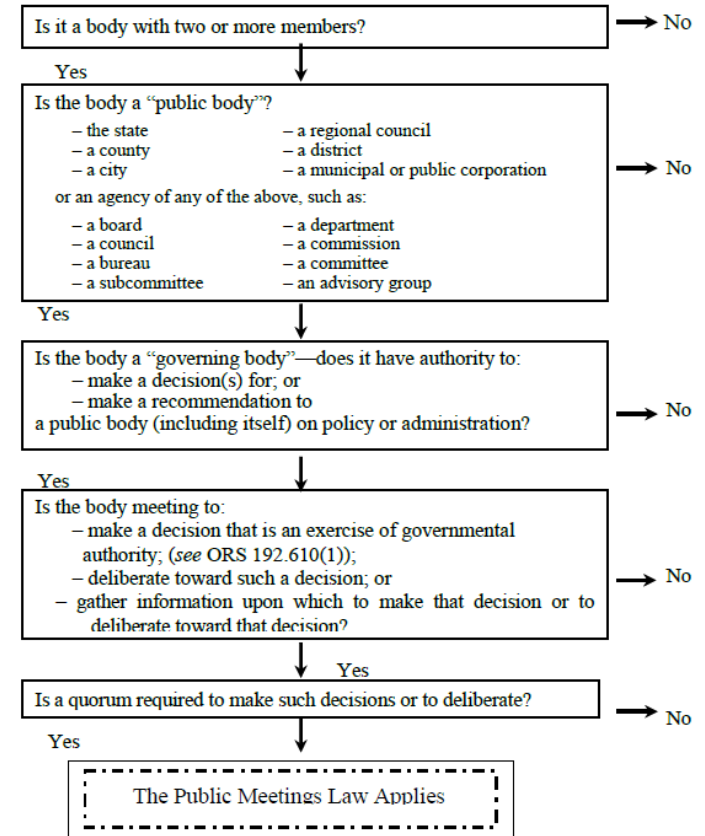 Is it a body with two or more members?
No
Yes
Is the body a “public body”?
– the state – a regional council
– a county – a district
– a city – a municipal or public corporation
No
or an agency of any of the above, such as:
– a board – a department
– a council – a commission
– a bureau – a committee
– a subcommittee – an advisory group
Yes
Is the body a “governing body”—does it have authority to:
– make a decision(s) for; or
– make a recommendation to
No
a public body (including itself) on policy or administration?
Yes
Is the body meeting to:
– make a decision that is an exercise of governmental
authority; (see ORS 192.610(1));
– deliberate toward such a decision; or
No
– gather information upon which to make that decision or to
deliberate toward that decision?
Yes
Is a quorum required to make such decisions or to deliberate?
No
Yes
The Public Meetings Law Applies